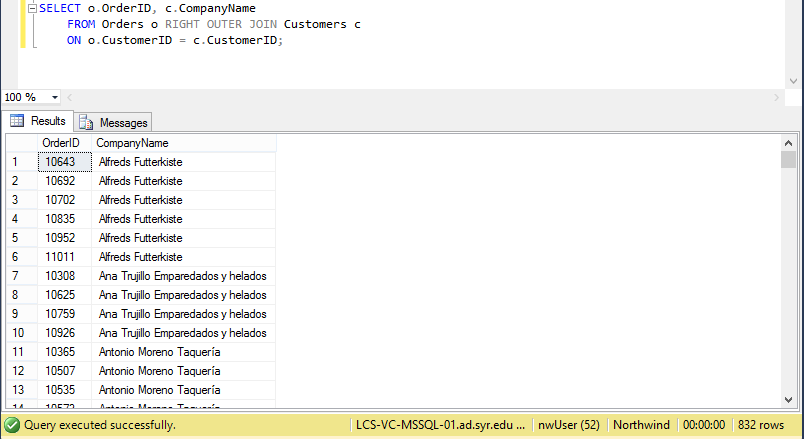 SELECT o.OrderID, c.CompanyName
FROM Orders o RIGHT OUTER JOIN Customers c
ON o.CustomerID = c.CustomerID;
100 %
Results Messages
OrderID CompanyName
1 10643 Alfreds Futterkiste
2 10692 Alfreds Futterkiste
3 10702 Alfreds Futterkiste
4 10835 Alfreds Futterkiste
5 10952 Alfreds Futterkiste
6 11011 Alfreds Futterkiste
7 10308 Ana Trujillo Emparedados y helados
8 10625 Ana Trujillo Emparedados y helados
9 10759 Ana Trujillo Emparedados y helados
10 10926 Ana Trujillo Emparedados y helados
11 10365 Antonio Moreno Taquería
12 10507 Antonio Moreno Taquería
13 10535 Antonio Moreno Taquería
14 10573 Antonio Moreno Taquería
Query executed successfully. LCS-VC-MSSQL-01.ad.syr.edu ... nwUser (52) Northwind 00:00:00 832 rows